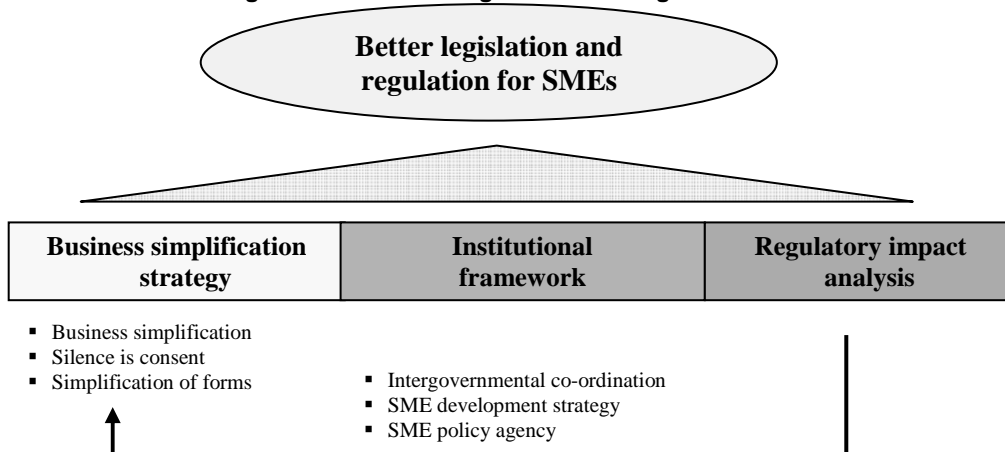 Better legislation and
regulation for SMEs
Business simplification
strategy
Institutional
framework
Regulatory impact
analysis
▪ Business simplification
▪ Silence is consent
▪ Simplification of forms
▪ Intergovernmental co-ordination
▪ SME development strategy
▪ SME policy agency